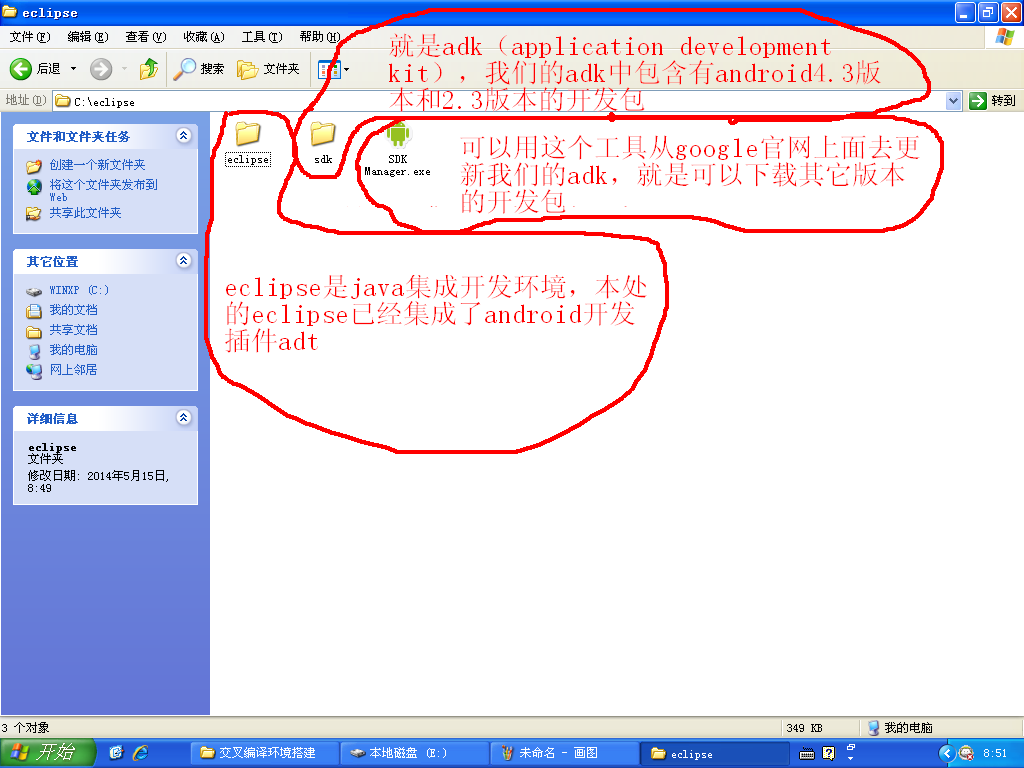 eclipse
文件(F) 编辑(E) 查看(V) 收藏(A) 工具(T) 帮助(H)
后退 搜索 文件夹
地址(D) C:\eclipse 转到
就是adk（application development
kit），我们的adk中包含有android4.3版
本和2.3版本的开发包
文件和文件夹任务
创建一个新文件夹
将这个文件夹发布到
Web
共享此文件夹
其它位置
WINXP (C:)
我的文档
共享文档
我的电脑
网上邻居
详细信息
eclipse
文件夹
修改日期: 2014年5月15日,
8:49
eclipse
sdk
SDK
Manager.exe
可以用这个工具从google官网上面去更
新我们的adk，就是可以下载其它版本
的开发包
eclipse是java集成开发环境，本处
的eclipse已经集成了android开发
插件adt
3 个对象 349 KB 我的电脑
开始 交叉编译环境搭建 本地磁盘 (E:) 未命名 - 画图 eclipse 8:51